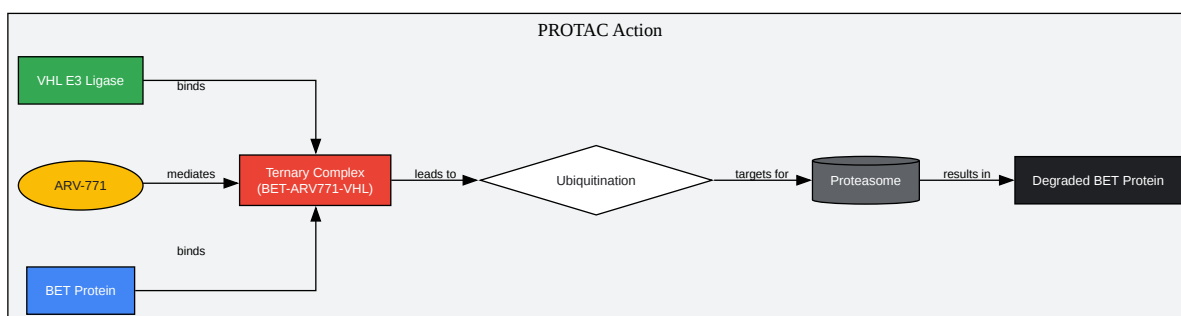 PROTAC Action
VHL E3 Ligase
binds
ARV-771
mediates
Ternary Complex
(BET-ARV771-VHL)
leads to
Ubiquitination
targets for
Proteasome
results in
Degraded BET Protein
binds
BET Protein